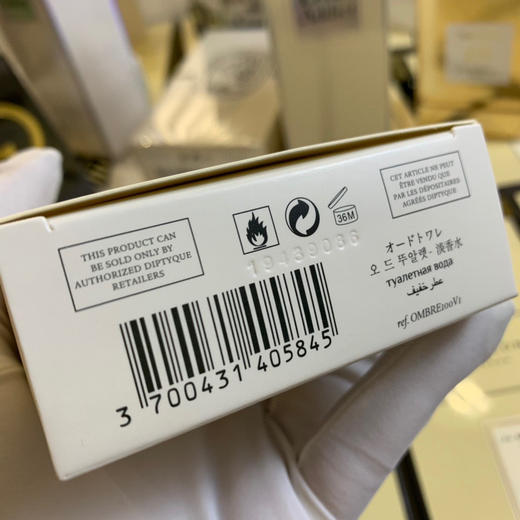 THIS PRODUCT CAN
BE SOLD ONLY BY
AUTHORIZED DIPTYQUE
RETAILERS
36M
CET ARTICLE NE PEUT
ÊTRE VENDU QUE
PAR LES DÉPOSITAIRES
AGRÉÉS DIPTYQUE
19439086
オードトワレ
오 드 뚜알렛・淡香水
туалетная вода
عطر خفيف
ref. OMBRE100V1
3 700431 405845